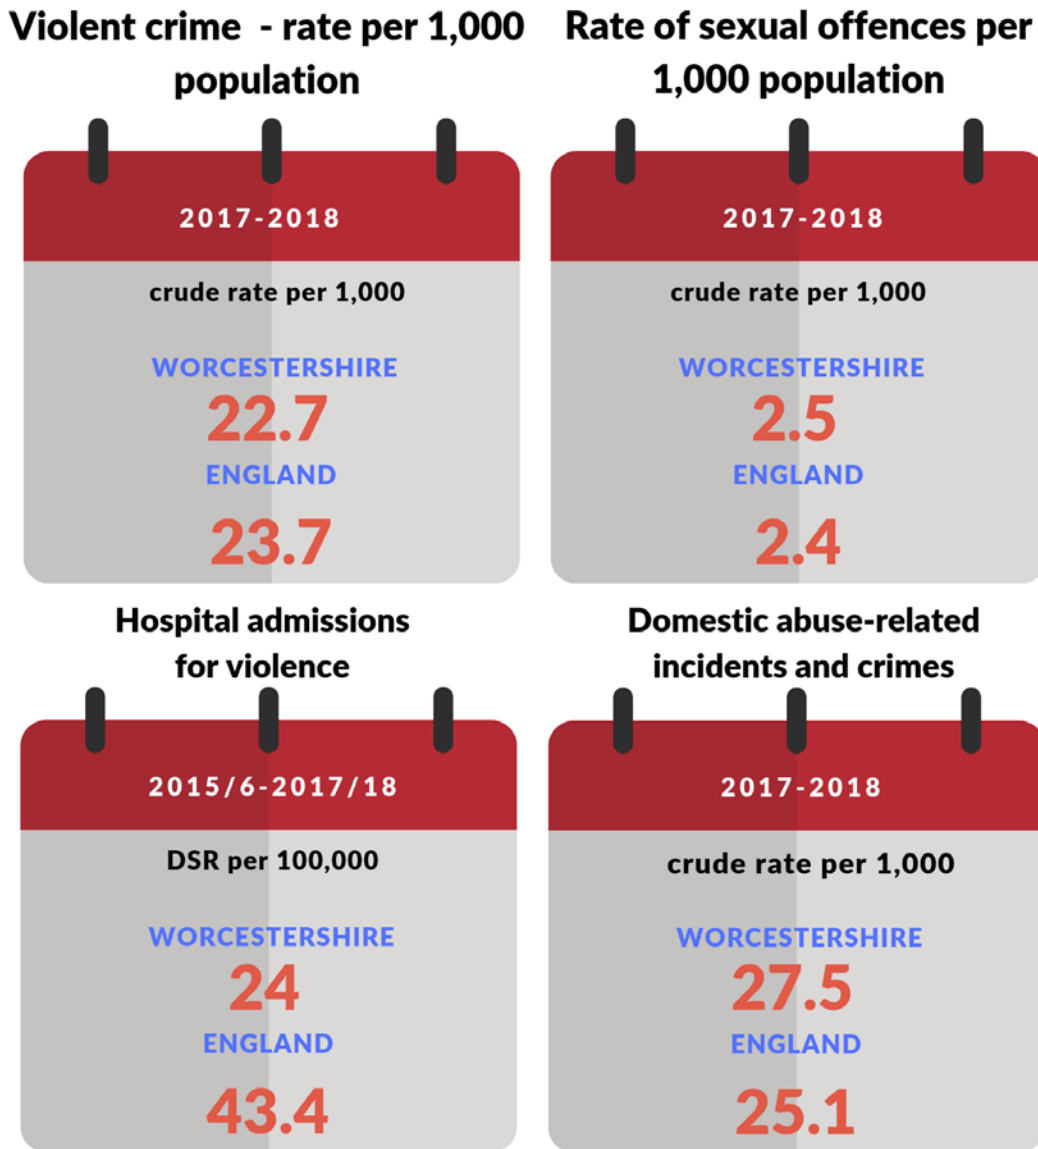 Violent crime - rate per 1,000
population
2017-2018
crude rate per 1,000
WORCESTERSHIRE
22.7
ENGLAND
23.7
Rate of sexual offences per
1,000 population
2017-2018
crude rate per 1,000
WORCESTERSHIRE
2.5
ENGLAND
2.4
Hospital admissions
for violence
2015/6-2017/18
DSR per 100,000
WORCESTERSHIRE
24
ENGLAND
43.4
Domestic abuse-related
incidents and crimes
2017-2018
crude rate per 1,000
WORCESTERSHIRE
27.5
ENGLAND
25.1